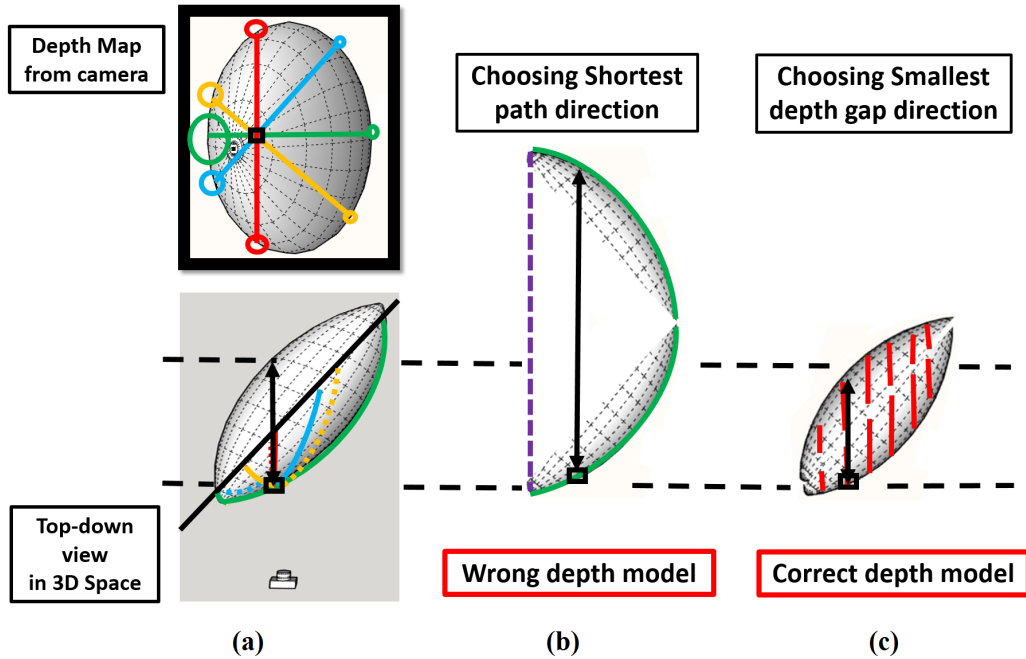 Depth Map
from camera
Choosing Shortest
path direction
Choosing Smallest
depth gap direction
Top-down
view
in 3D Space
Wrong depth model
Correct depth model
(a)
(b)
(c)